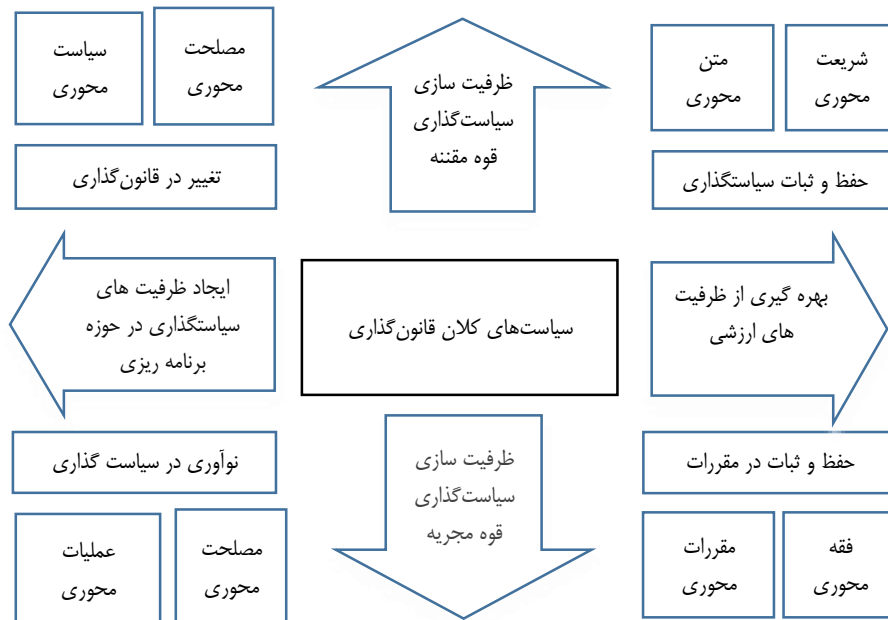 شریعت
محوری
متن
محوری
حفظ و ثبات سیاستگذاری
ظرفیت سازی
سیاست‌گذاری
قوه مقننه
مصلحت
محوری
سیاست
محوری
تغییر در قانون‌گذاری
بهره گیری از ظرفیت
های ارزشی
سیاست‌های کلان قانون‌گذاری
ایجاد ظرفیت های
سیاستگذاری در حوزه
برنامه ریزی
حفظ و ثبات در مقررات
فقه
محوری
مقررات
محوری
ظرفیت سازی
سیاست‌گذاری
قوه مجریه
نوآوری در سیاست گذاری
مصلحت
محوری
عملیات
محوری